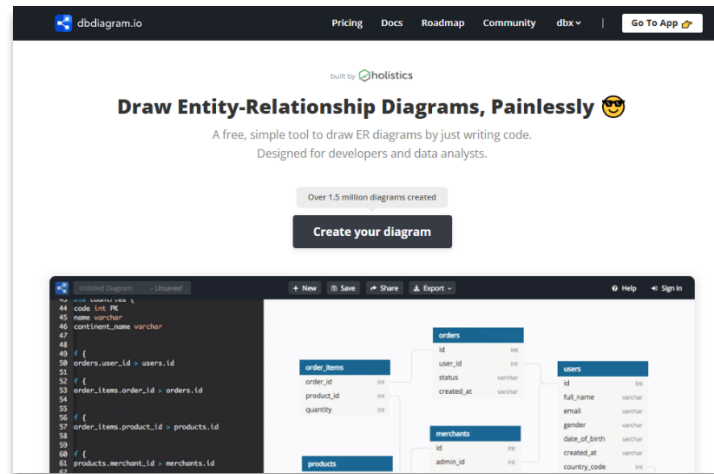 dbdiagram.io
Pricing Docs Roadmap Community dbx | Go To App
built by holistics
Draw Entity-Relationship Diagrams, Painlessly 😎
A free, simple tool to draw ER diagrams by just writing code.
Designed for developers and data analysts.
Over 1.5 million diagrams created
Create your diagram
Untitled Diagram - Unsaved + New Save Share Export Help Sign in
44 code int PK
45 name varchar
46 continent_name varchar
47
48
49 f {
50 orders.user_id > users.id
51
52 f {
53 order_items.order_id > orders.id
54
55
56 f {
57 order_items.product_id > products.id
58
59
60 f {
61 products.merchant_id > merchants.id
order_items
order_id int
product_id int
quantity int
products
orders
id int
user_id int
status varchar
created_at varchar
merchants
id int
admin_id int
users
id int
full_name varchar
email varchar
gender varchar
date_of_birth varchar
created_at varchar
country_code int